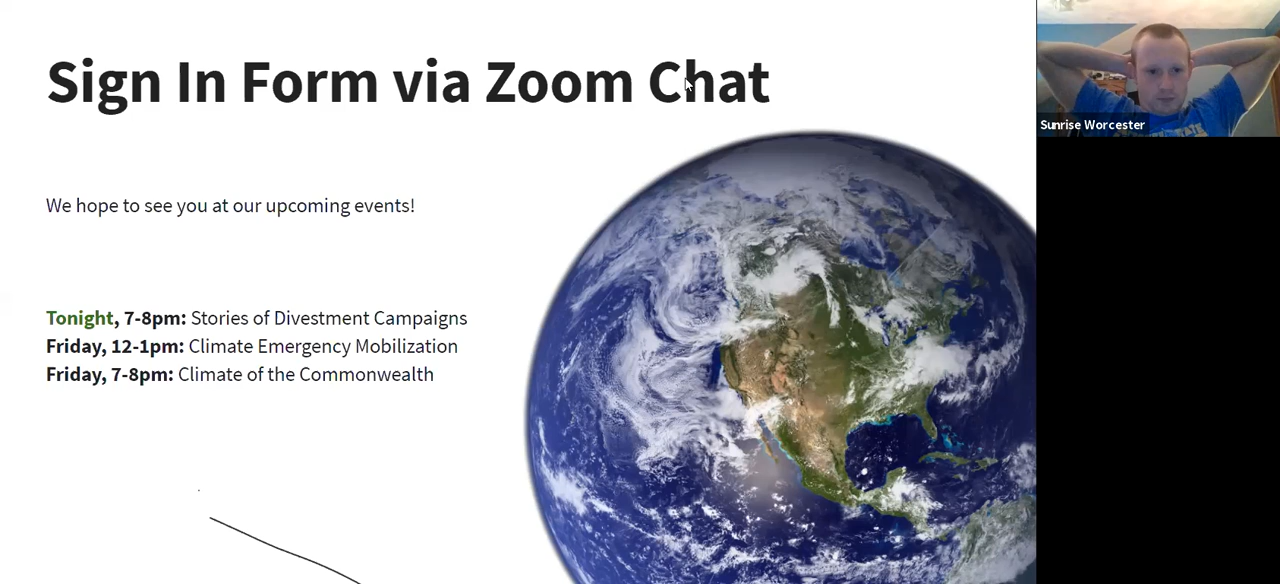 Sign In Form via Zoom Chat
We hope to see you at our upcoming events!
Tonight, 7-8pm: Stories of Divestment Campaigns
Friday, 12-1pm: Climate Emergency Mobilization
Friday, 7-8pm: Climate of the Commonwealth
Sunrise Worcester